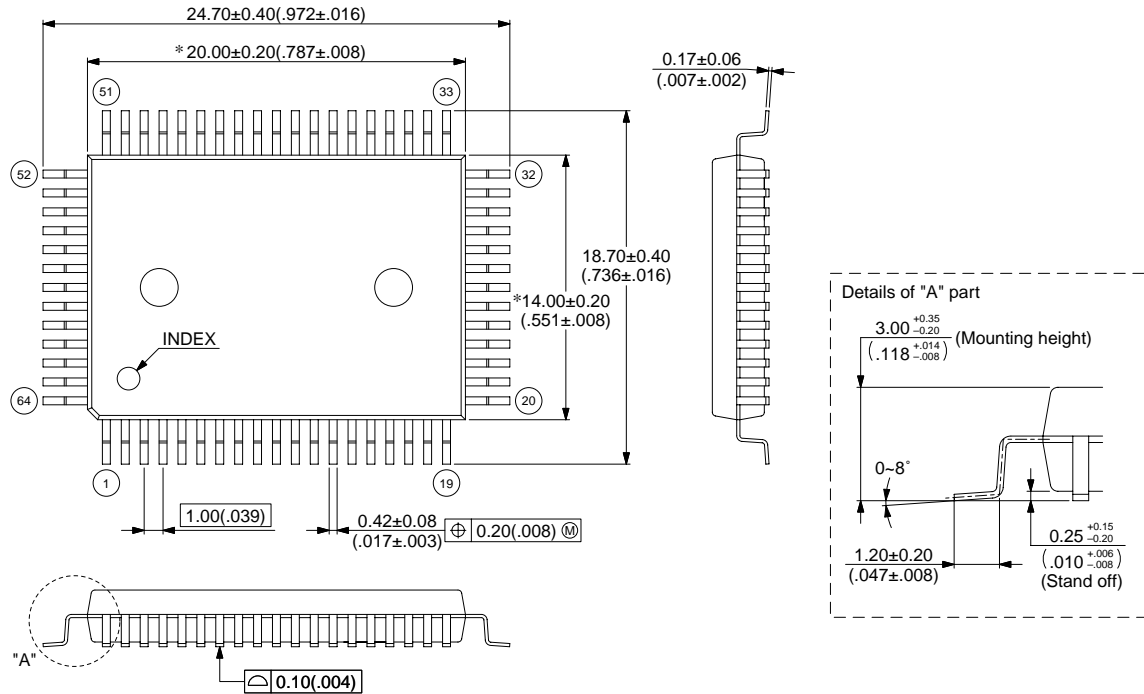 24.70±0.40(.972±.016)
*20.00±0.20(.787±.008)
0.17±0.06
(.007±.002)
51
33
52
32
18.70±0.40
(.736±.016)
*14.00±0.20
(.551±.008)
INDEX
64
20
1
19
1.00(.039)
0.42±0.08
(.017±.003)
⌖ 0.20(.008) Ⓜ
"A"
⌓ 0.10(.004)
Details of "A" part
3.00 +0.35 −0.20 (Mounting height)
(.118 +.014 −.008)
0~8°
1.20±0.20
(.047±.008)
0.25 +0.15 −0.20
(.010 +.006 −.008)
(Stand off)